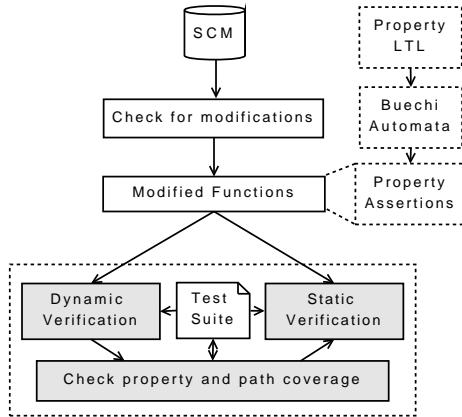 SCM
Property
LTL
Check for modifications
Buechi
Automata
Modified Functions
Property
Assertions
Dynamic
Verification
Test
Suite
Static
Verification
Check property and path coverage